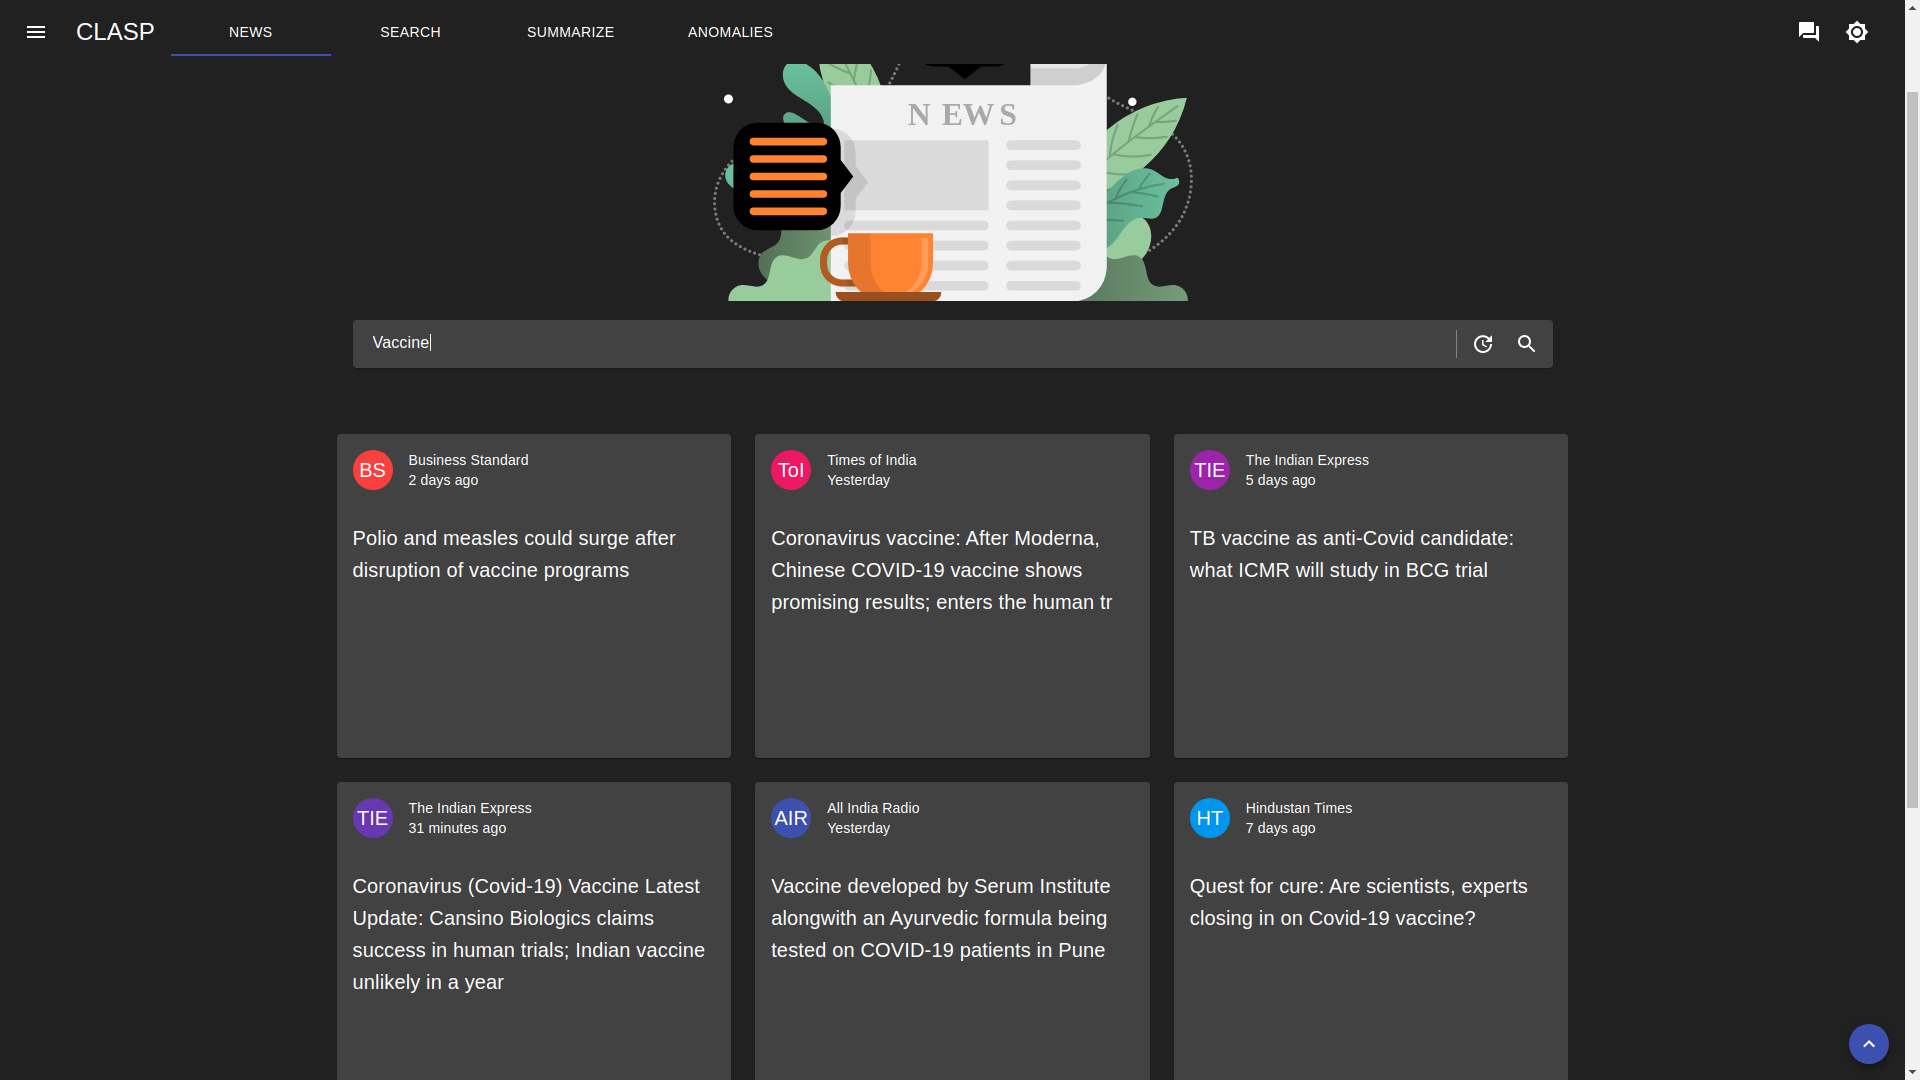 CLASP NEWS SEARCH SUMMARIZE ANOMALIES
N EWS
Vaccine
BS Business Standard
2 days ago
Polio and measles could surge after
disruption of vaccine programs
ToI Times of India
Yesterday
Coronavirus vaccine: After Moderna,
Chinese COVID-19 vaccine shows
promising results; enters the human tr
TIE The Indian Express
5 days ago
TB vaccine as anti-Covid candidate:
what ICMR will study in BCG trial
TIE The Indian Express
31 minutes ago
Coronavirus (Covid-19) Vaccine Latest
Update: Cansino Biologics claims
success in human trials; Indian vaccine
unlikely in a year
AIR All India Radio
Yesterday
Vaccine developed by Serum Institute
alongwith an Ayurvedic formula being
tested on COVID-19 patients in Pune
HT Hindustan Times
7 days ago
Quest for cure: Are scientists, experts
closing in on Covid-19 vaccine?